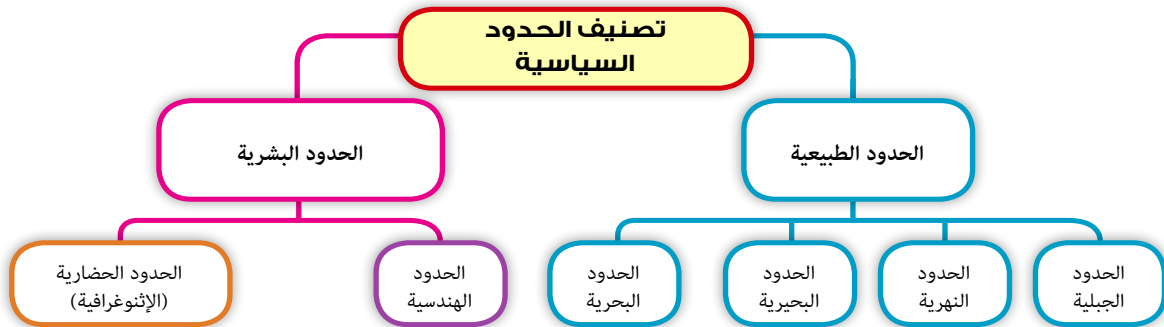 تصنيف الحدود
السياسية
الحدود الطبيعية
الحدود البشرية
الحدود
الجبلية
الحدود
النهرية
الحدود
البحيرية
الحدود
البحرية
الحدود
الهندسية
الحدود الحضارية
(الإثنوغرافية)